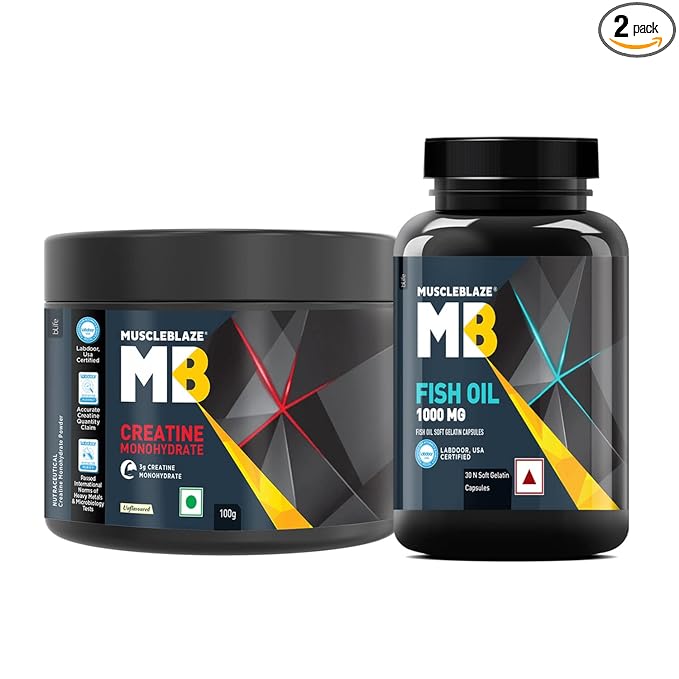 2 pack
MUSCLEBLAZE®
MB
CREATINE
MONOHYDRATE
3g CREATINE
MONOHYDRATE
Unflavoured
100g
bLife
Labdoor,
Usa
Certified
Accurate
Creatine
Quantity
Claim
Passed
International
Norms of
Heavy Metals
& Microbiology
Tests
NUTRACEUTICAL
Creatine Monohydrate Powder
MUSCLEBLAZE®
MB
FISH OIL
1000 MG
FISH OIL SOFT GELATIN CAPSULES
LABDOOR, USA
CERTIFIED
30 N Soft Gelatin
Capsules
bLife